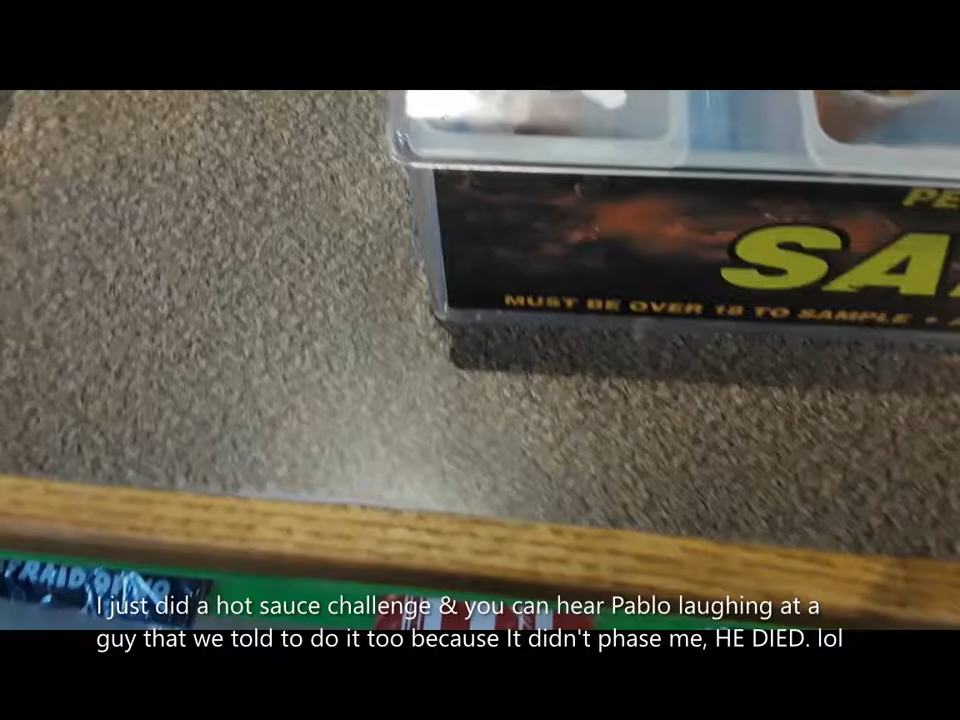 PE
SA
MUST BE OVER 18 TO SAMPLE •
I just did a hot sauce challenge & you can hear Pablo laughing at a
guy that we told to do it too because It didn't phase me, HE DIED. lol